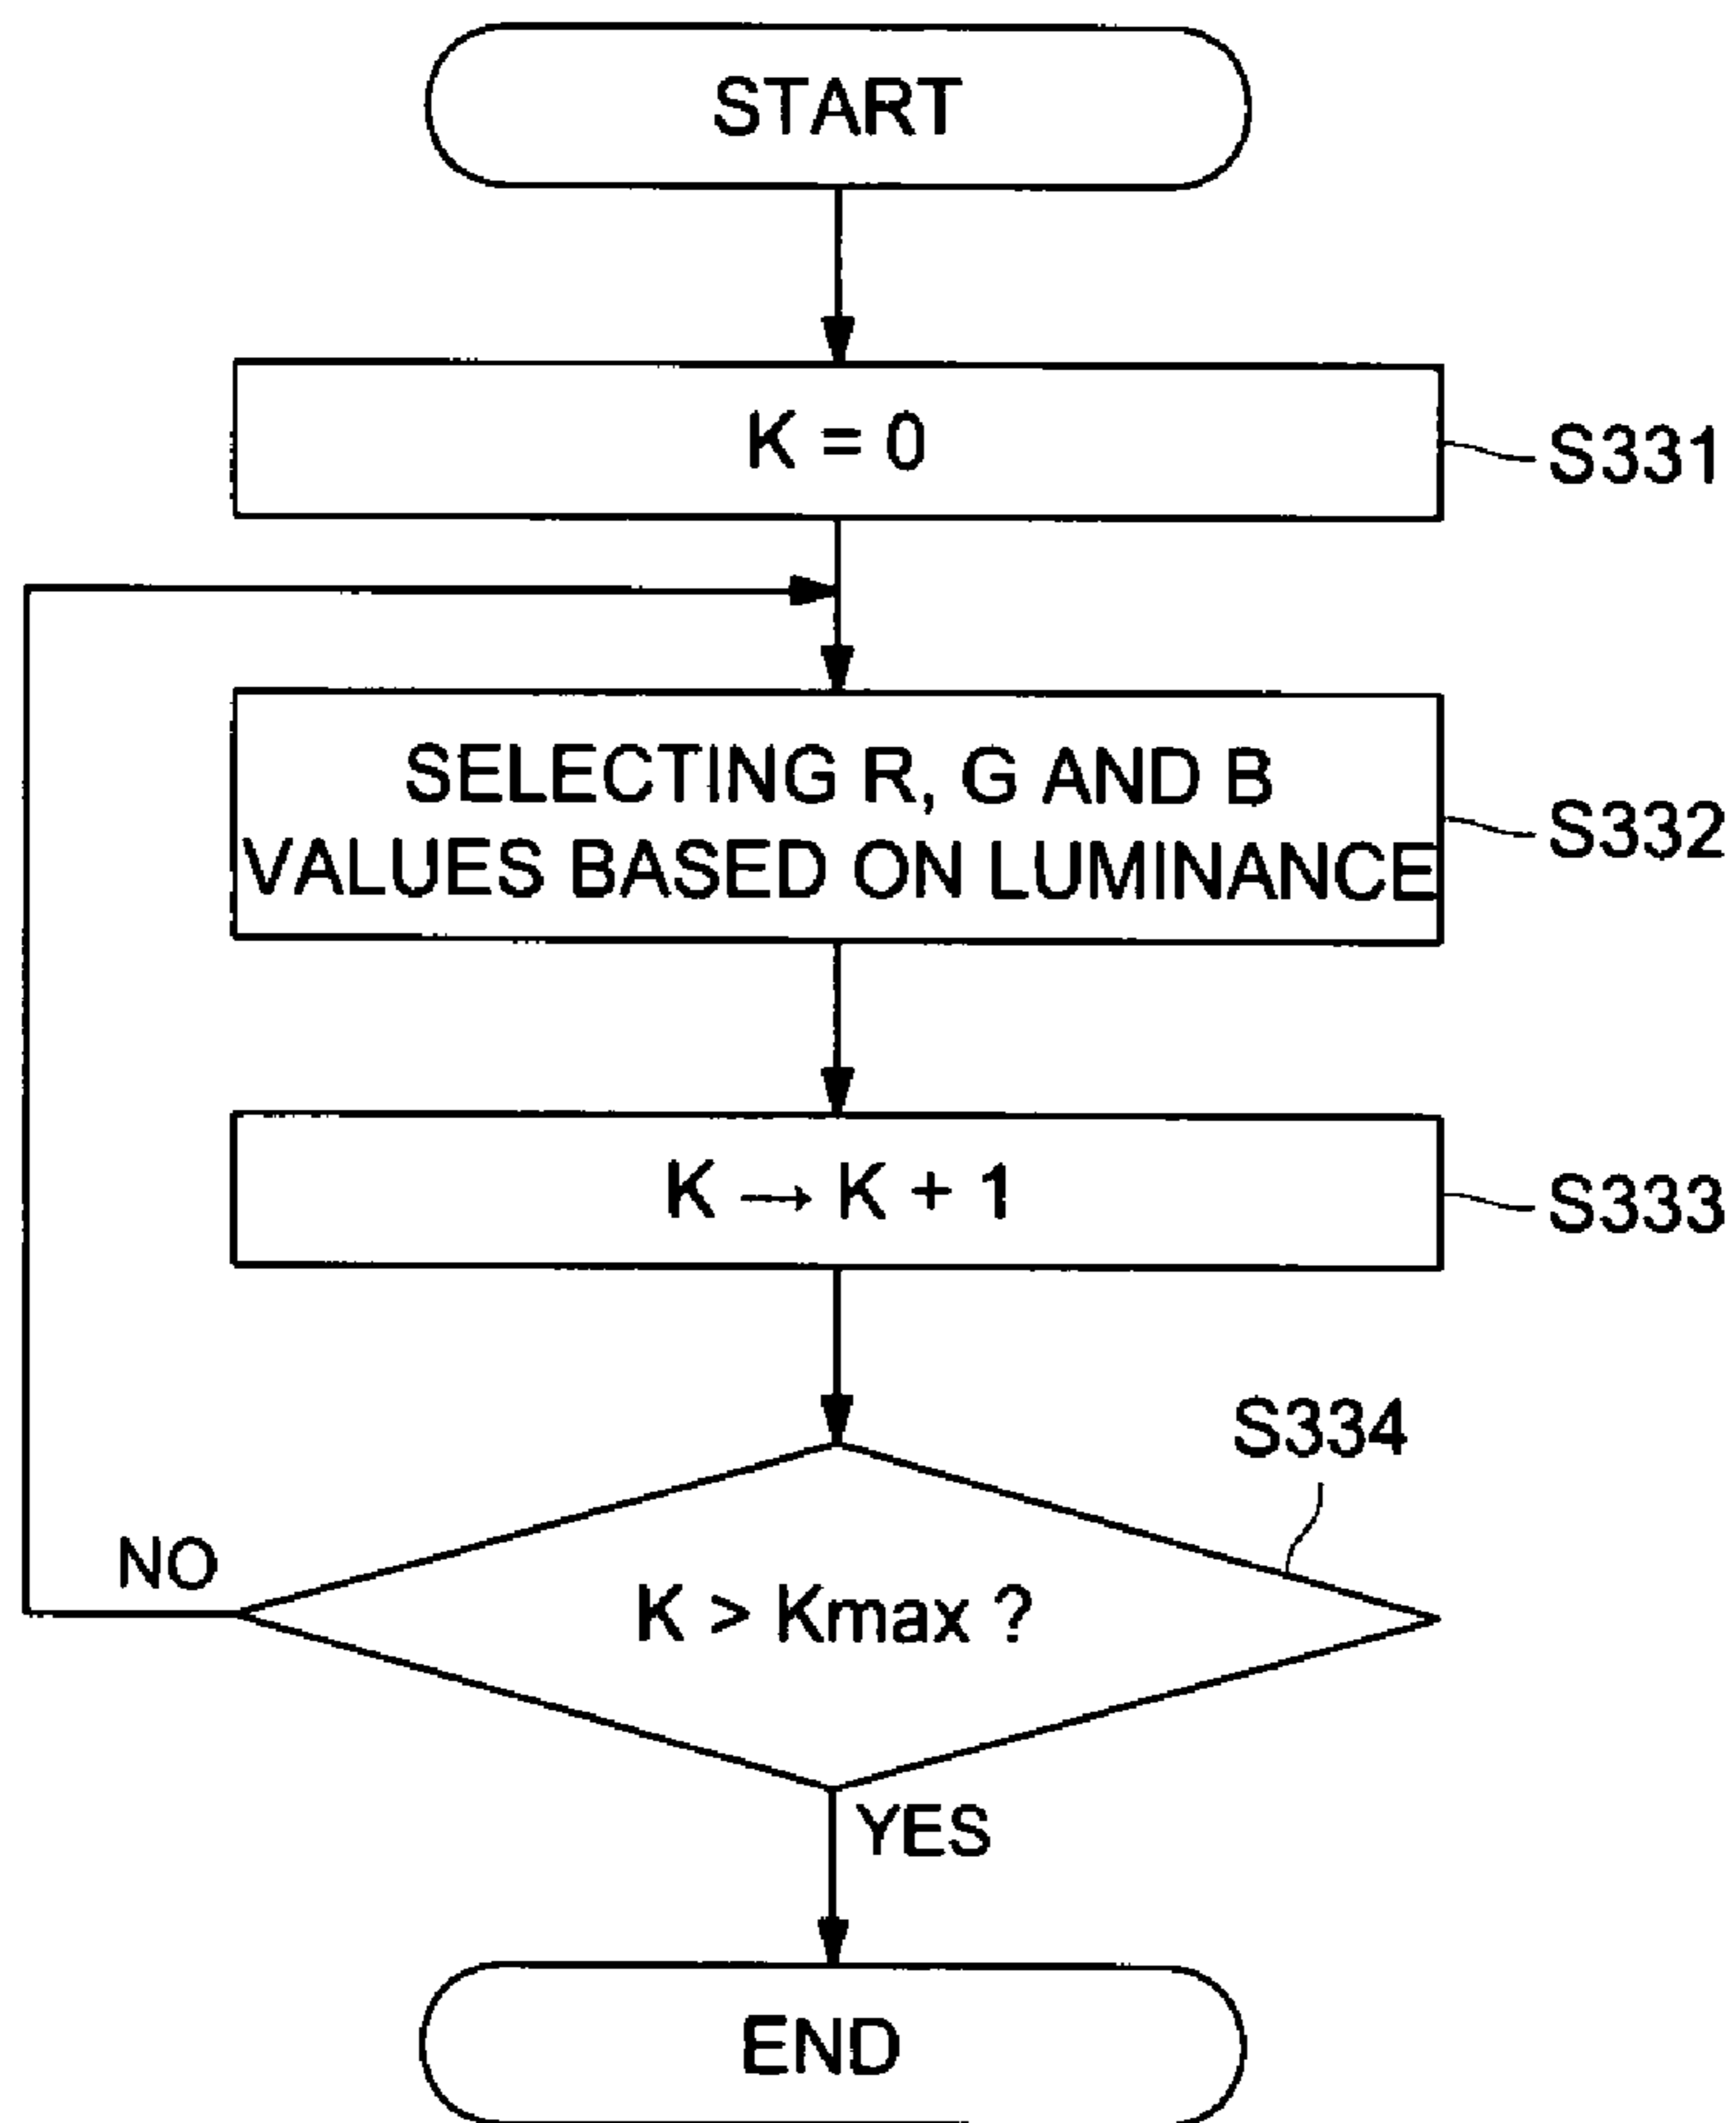 START
K = 0
S331
SELECTING R, G AND B
VALUES BASED ON LUMINANCE
S332
K → K + 1
S333
S334
NO
K > Kmax ?
YES
END